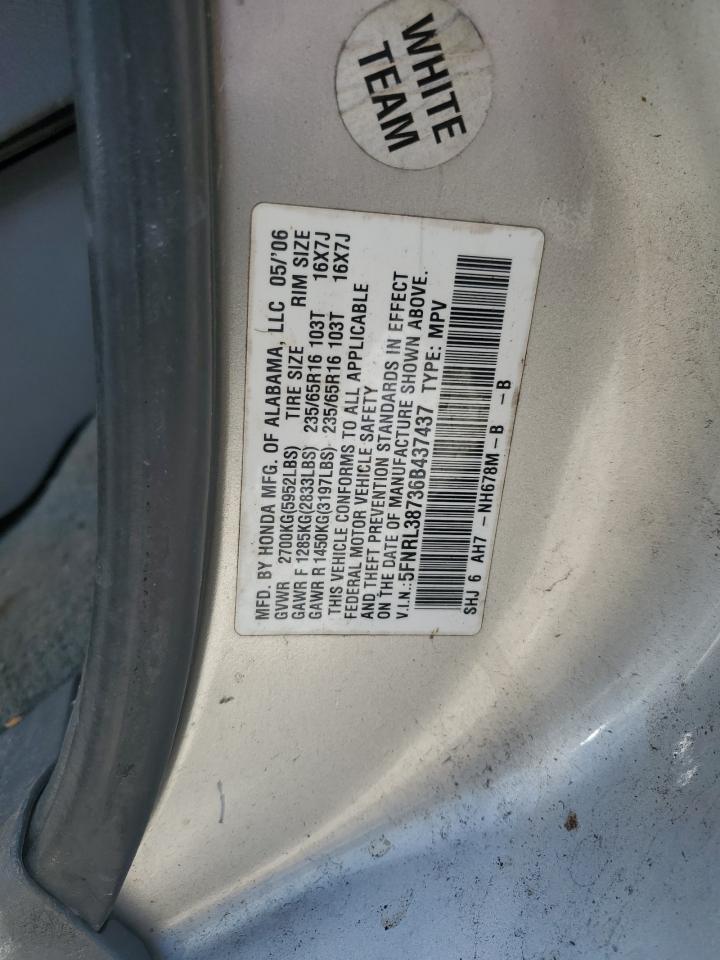 WHITE
TEAM
MFD. BY HONDA MFG. OF ALABAMA, LLC 05/'06
GVWR 2700KG(5952LBS) TIRE SIZE RIM SIZE
GAWR F 1285KG(2833LBS) 235/65R16 103T 16X7J
GAWR R 1450KG(3197LBS) 235/65R16 103T 16X7J
THIS VEHICLE CONFORMS TO ALL APPLICABLE
FEDERAL MOTOR VEHICLE SAFETY
AND THEFT PREVENTION STANDARDS IN EFFECT
ON THE DATE OF MANUFACTURE SHOWN ABOVE.
V.I.N.:5FNRL38736B437437 TYPE: MPV
SHJ 6 AH7 -NH678M-B -B